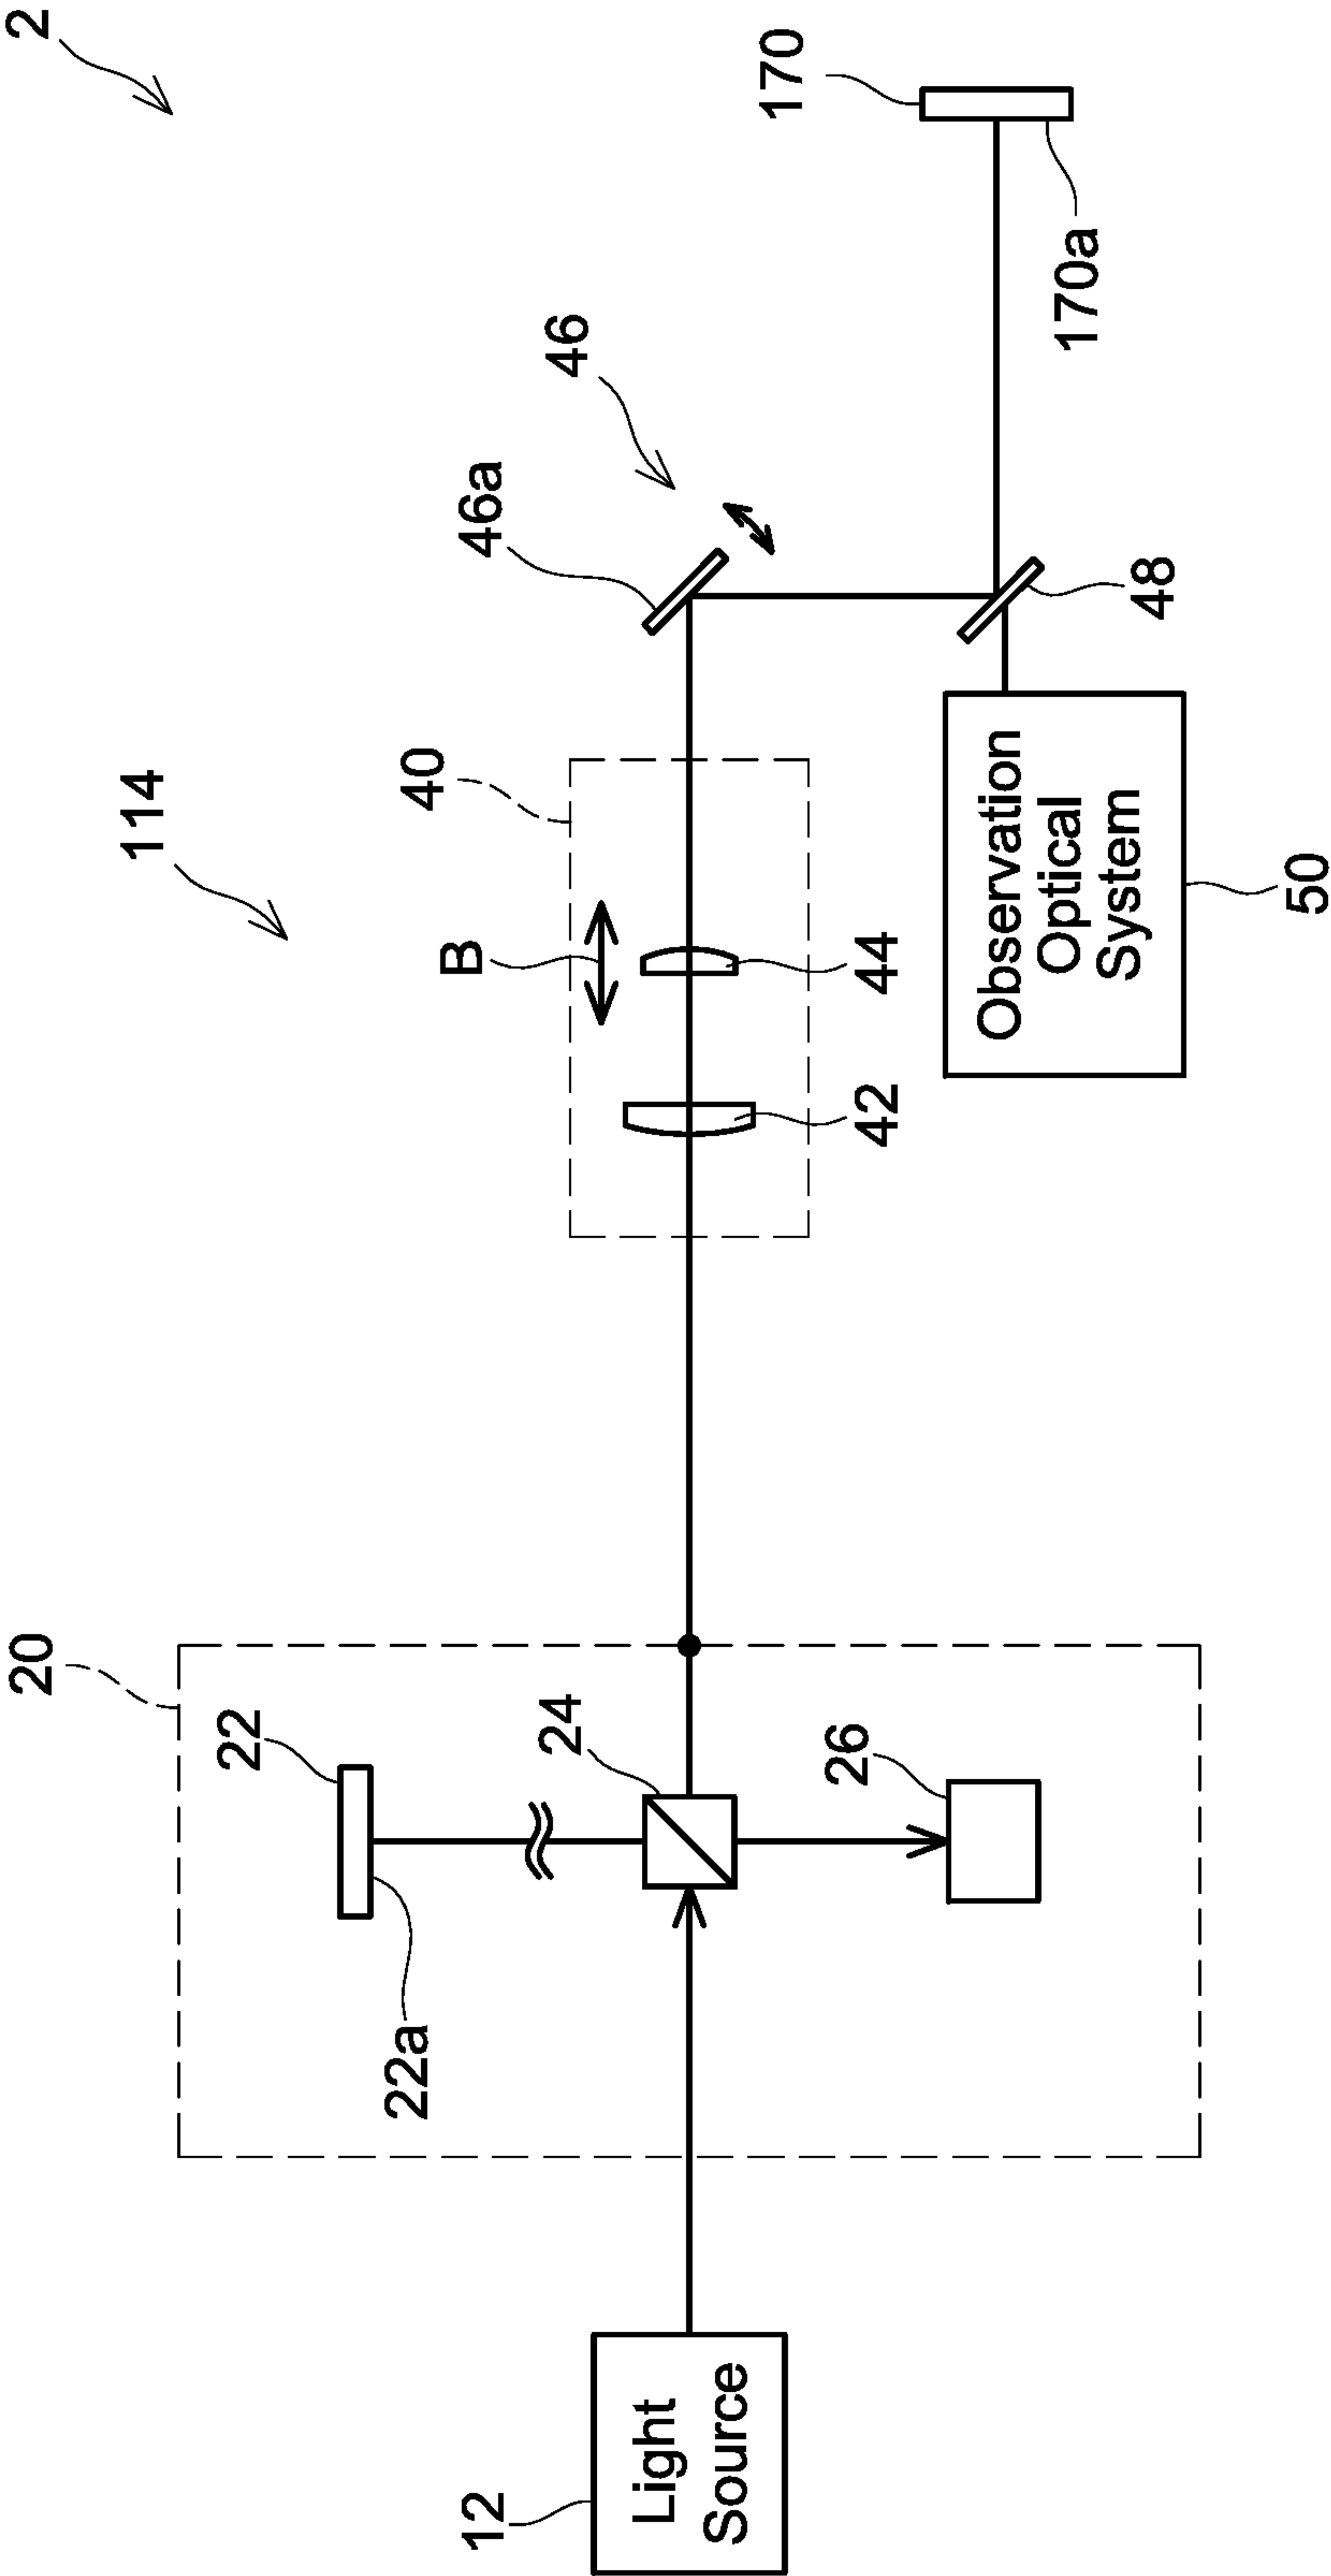 2
20
114
22
22a
40
B
46a
46
24
12
Light
Source
170
26
42
44
Observation
Optical
System
170a
48
50